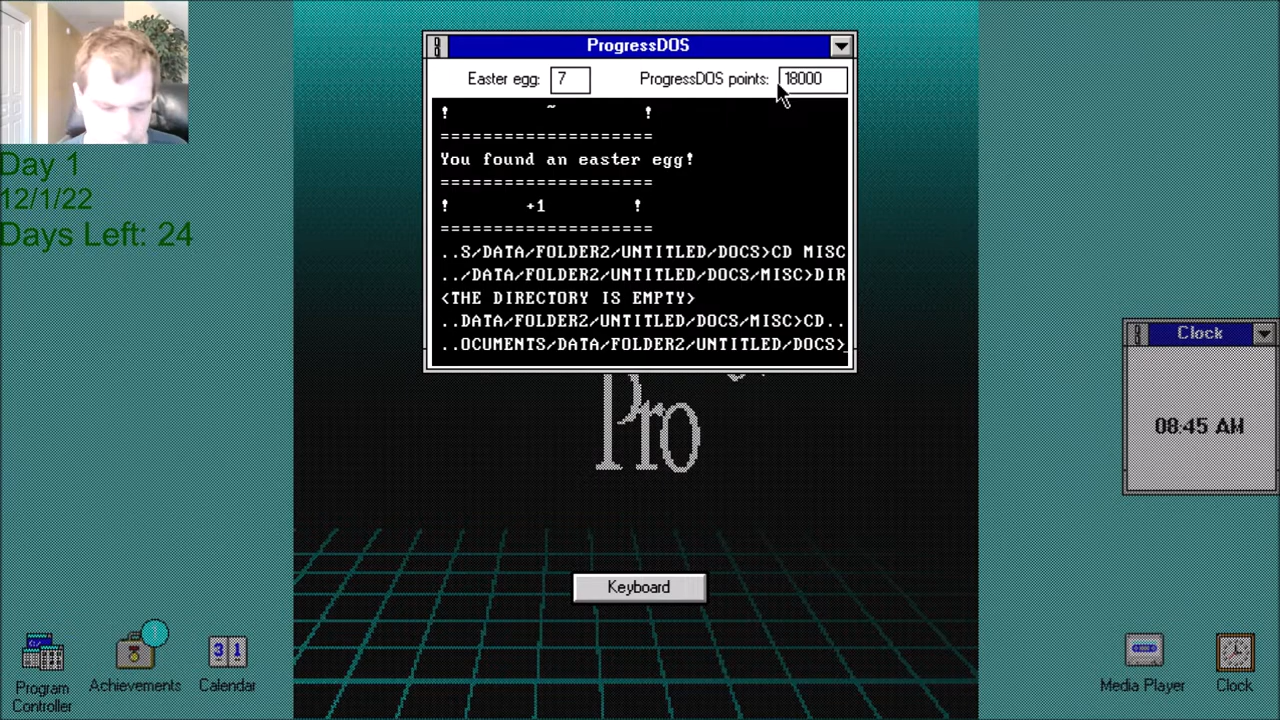 ProgressDOS
Easter egg: 7 ProgressDOS points: 18000
! ~ !
====================
You found an easter egg!
====================
! +1 !
====================
..S/DATA/FOLDER2/UNTITLED/DOCS>CD MISC
../DATA/FOLDER2/UNTITLED/DOCS/MISC>DIR
<THE DIRECTORY IS EMPTY>
..DATA/FOLDER2/UNTITLED/DOCS/MISC>CD..
..OCUMENTS/DATA/FOLDER2/UNTITLED/DOCS>_
Day 1
12/1/22
Days Left: 24
Clock
08:45 AM
Pro
Keyboard
Program
Controller
Achievements
31
Calendar
Media Player
Clock